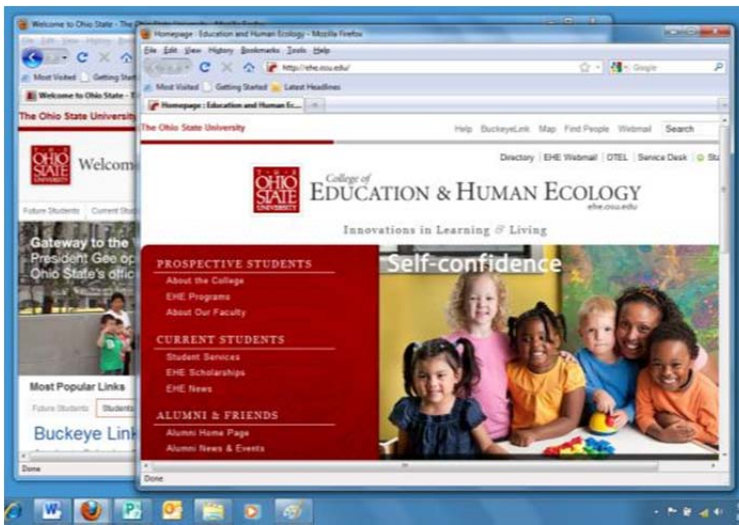 Welcome to Ohio State - The
Homepage : Education and Human Ecology - Mozilla Firefox
File Edit View History Bookmarks Tools Help
http://ehe.osu.edu/
Google
Most Visited Getting Started Latest Headlines
Homepage : Education and Human Ec...
Most Visited Getting Start
Welcome to Ohio State - T
The Ohio State University
The Ohio State University
Help BuckeyeLink Map Find People Webmail Search
Directory EHE Webmail OTEL Service Desk
T · H · E
OHIO
STATE
UNIVERSITY
College of
EDUCATION & HUMAN ECOLOGY
ehe.osu.edu
Innovations in Learning & Living
OHIO
STATE
UNIVERSITY
Welcom
Future Students Current Stud
Gateway to the
President Gee op
Ohio State's offic
PROSPECTIVE STUDENTS
About the College
EHE Programs
About Our Faculty
CURRENT STUDENTS
Student Services
EHE Scholarships
EHE News
ALUMNI & FRIENDS
Alumni Home Page
Alumni News & Events
Self-confidence
Most Popular Links
Future Students Students
Buckeye Link
Done
Done